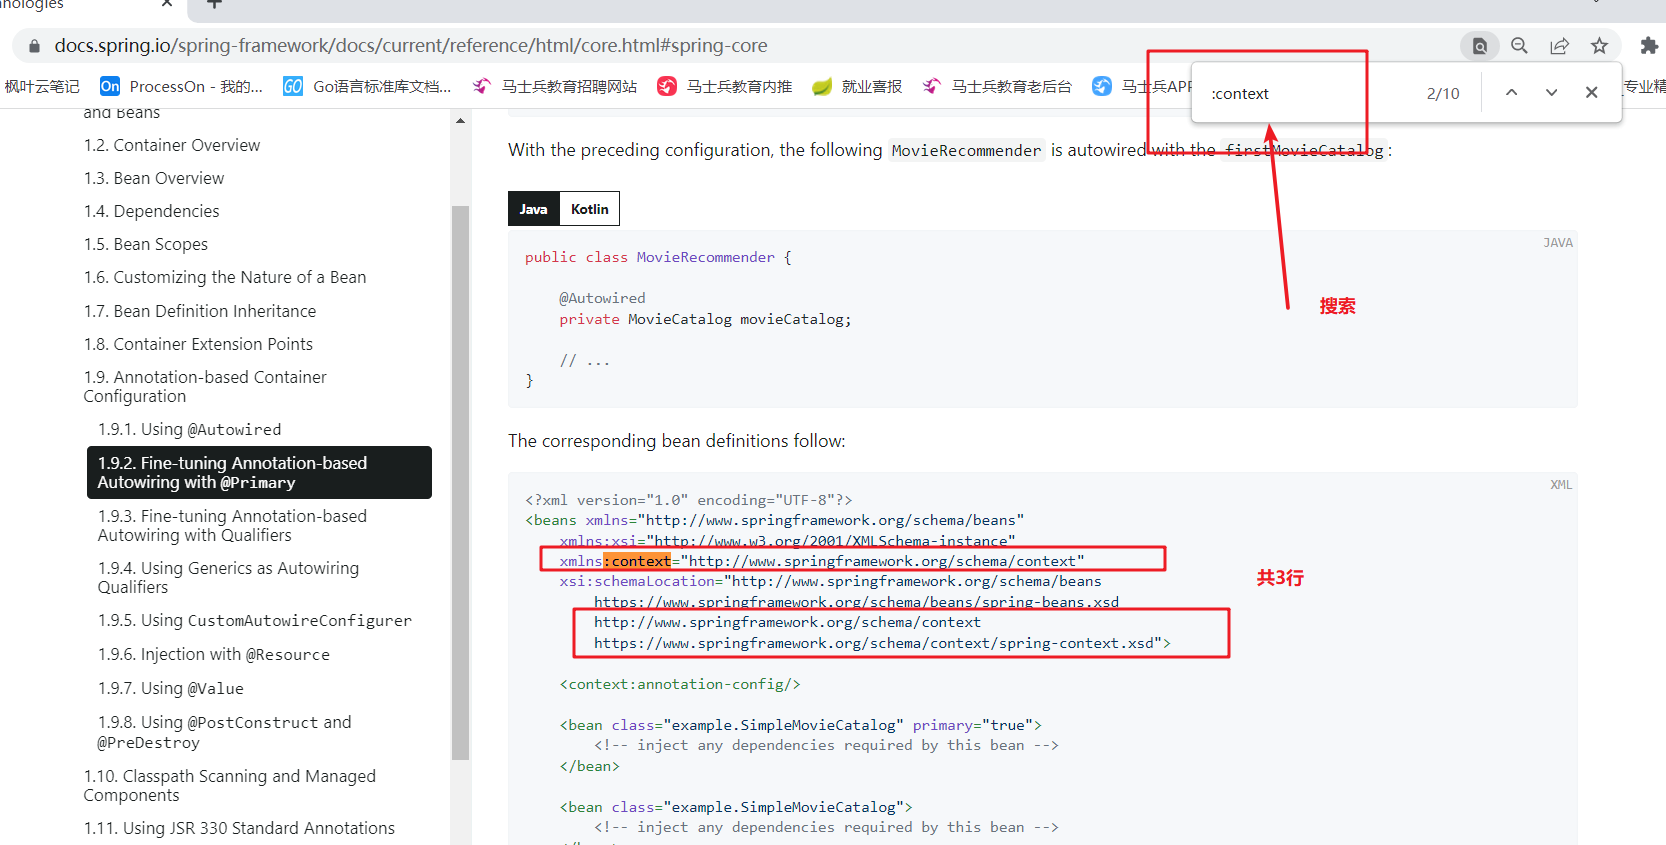 nologies
docs.spring.io/spring-framework/docs/current/reference/html/core.html#spring-core
枫叶云笔记
On
ProcessOn - 我的...
GO
Go语言标准库文档...
马士兵教育招聘网站
马士兵教育内推
就业喜报
马士兵教育老后台
马士兵APP
专业精
:context
2/10
and Beans
1.2. Container Overview
1.3. Bean Overview
1.4. Dependencies
1.5. Bean Scopes
1.6. Customizing the Nature of a Bean
1.7. Bean Definition Inheritance
1.8. Container Extension Points
1.9. Annotation-based Container
Configuration
1.9.1. Using @Autowired
1.9.2. Fine-tuning Annotation-based
Autowiring with @Primary
1.9.3. Fine-tuning Annotation-based
Autowiring with Qualifiers
1.9.4. Using Generics as Autowiring
Qualifiers
1.9.5. Using CustomAutowireConfigurer
1.9.6. Injection with @Resource
1.9.7. Using @Value
1.9.8. Using @PostConstruct and
@PreDestroy
1.10. Classpath Scanning and Managed
Components
1.11. Using JSR 330 Standard Annotations
With the preceding configuration, the following MovieRecommender is autowired with the firstMovieCatalog:
Java
Kotlin
JAVA
public class MovieRecommender {
@Autowired
private MovieCatalog movieCatalog;
// ...
}
搜索
The corresponding bean definitions follow:
XML
<?xml version="1.0" encoding="UTF-8"?>
<beans xmlns="http://www.springframework.org/schema/beans"
xmlns:xsi="http://www.w3.org/2001/XMLSchema-instance"
xmlns:context="http://www.springframework.org/schema/context"
xsi:schemaLocation="http://www.springframework.org/schema/beans
https://www.springframework.org/schema/beans/spring-beans.xsd
http://www.springframework.org/schema/context
https://www.springframework.org/schema/context/spring-context.xsd">
共3行
<context:annotation-config/>
<bean class="example.SimpleMovieCatalog" primary="true">
<!-- inject any dependencies required by this bean -->
</bean>
<bean class="example.SimpleMovieCatalog">
<!-- inject any dependencies required by this bean -->